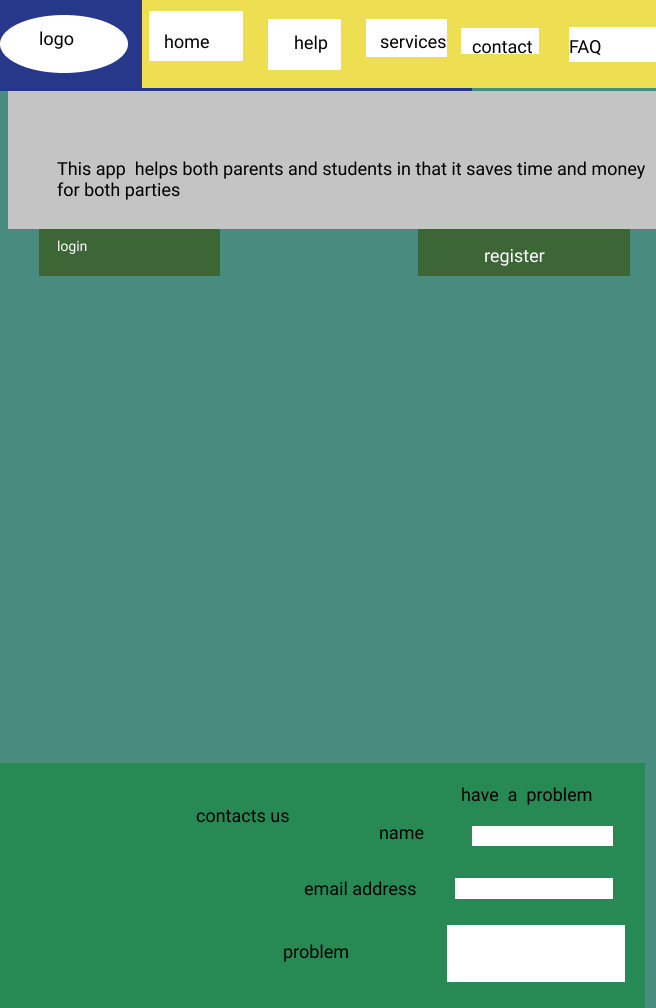 logo
home
help
services
contact
FAQ
This app  helps both parents and students in that it saves time and money
for both parties
login
register
have  a  problem
contacts us
name
email address
problem